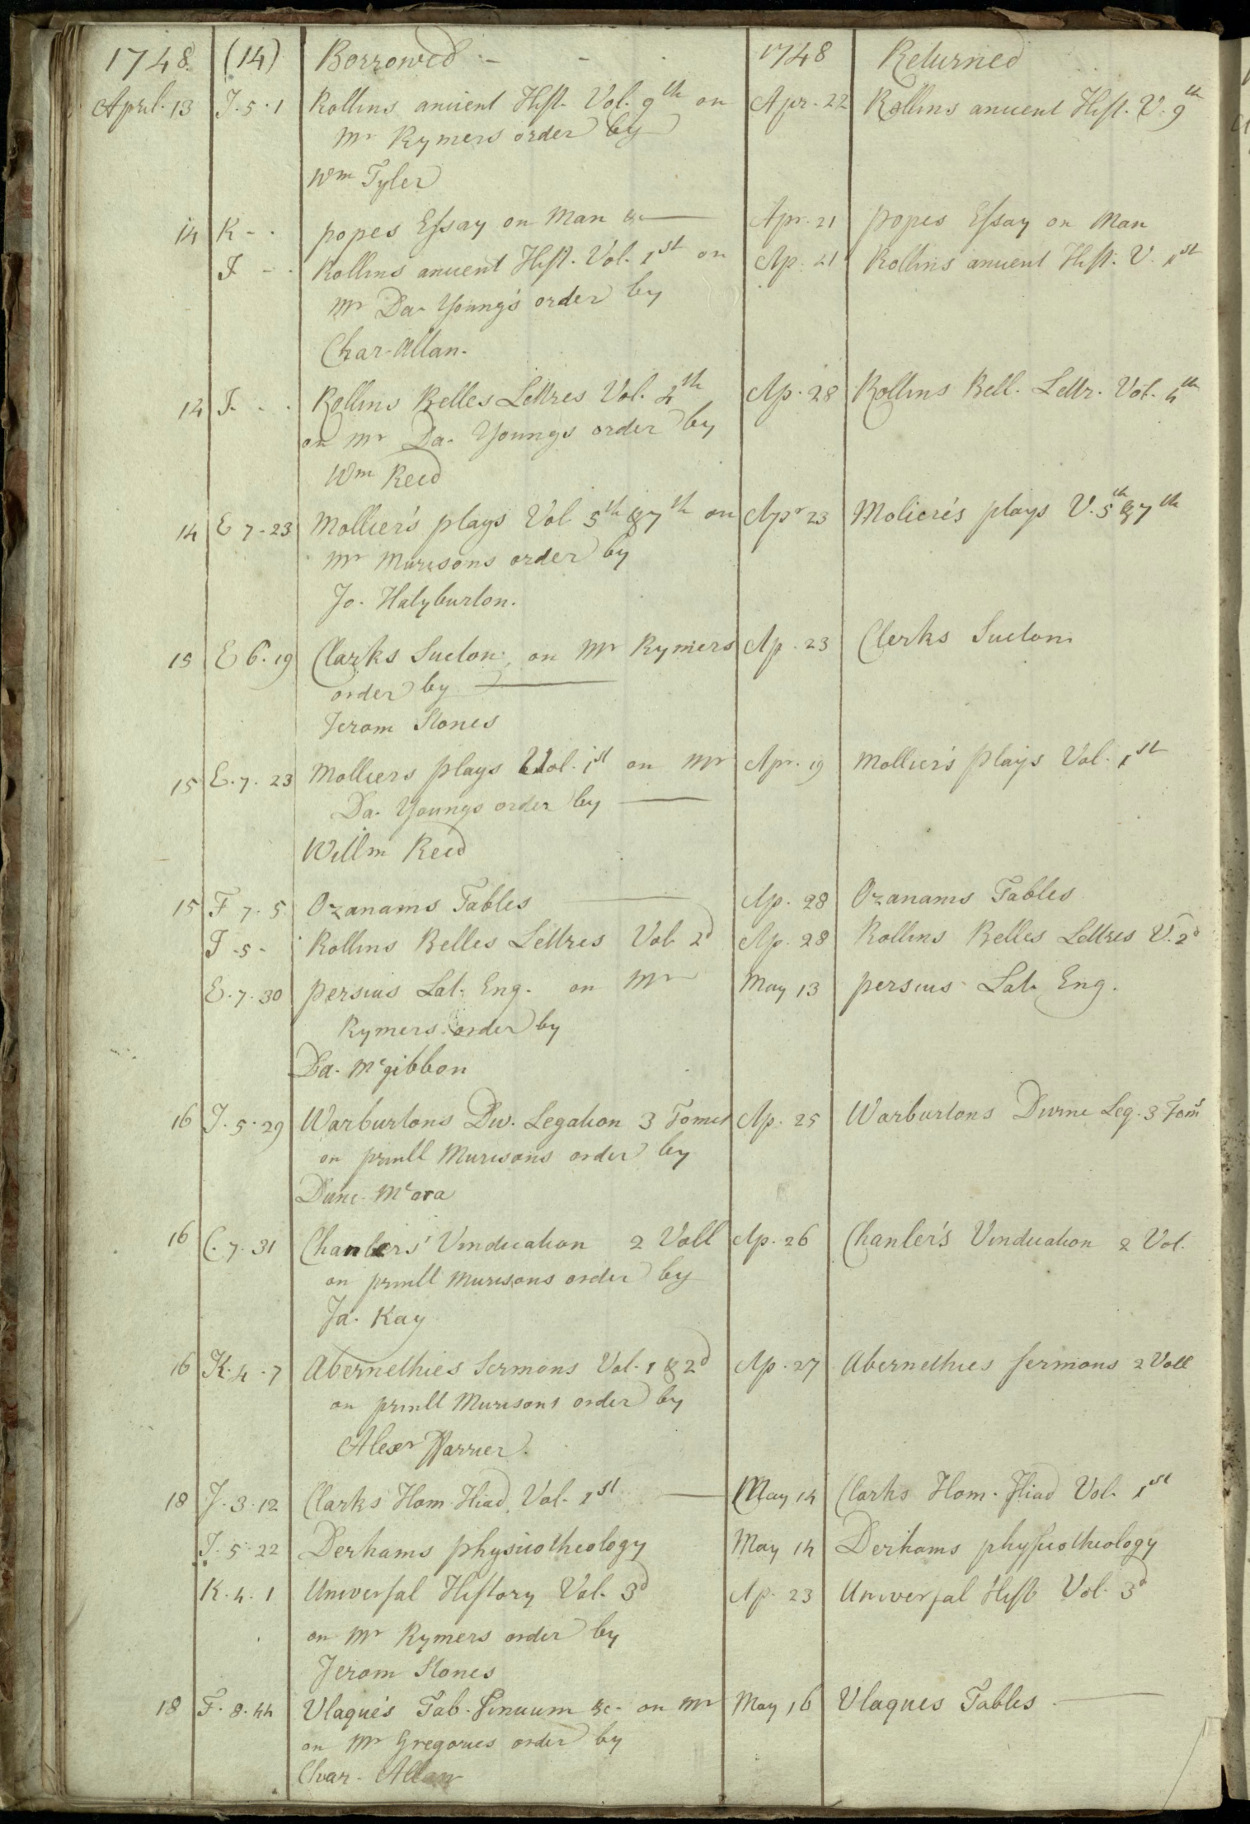 1748 (14) Borrowed - - 1748 Returned
April. 13 J. 5. 1 Rollins antient Hist. Vol. 9th on Apr. 22 Rollins antient Hist. V. 9th
Mr Rymers order by
Wm Tyler
14 K - . popes Essay on Man &c — Apr. 21 popes Essay on Man
J - . Rollins antient Hist. Vol. 1st on Ap. 21 Rollins antient Hist. V. 1st
Mr Da. Young's order by
Char. Allan.
14 J. . . Rollins Belles Lettres Vol. 4th Ap. 28 Rollins Bell. Lettr. Vol. 4th
on Mr Da. Youngs order by
Wm Reed
14 E 7. 23 Mollier's plays Vol 5th & 7th on Apr 23 Moliere's plays V. 5th & 7th
Mr Murisons order by
Jo. Halyburton.
15 E 6. 19 Clarks Sueton: on Mr Rymers Ap. 23 Clerks Sueton:
order by —
Jerom Stones
15 E. 7. 23 Molliers plays Vol. 1st on Mr Apr. 19 Mollier's plays Vol. 1st
Da. Youngs order by —
Willm Reed
15 F 7. 5 Ozanams Tables — Ap. 28 Ozanams Tables
J -5- Rollins Belles Lettres Vol 2d Ap. 28 Rollins Belles Lettres V. 2d
E. 7. 30 persius Lat. Eng. on Mr May 13 persius Lat. Eng.
Rymers order by
Da. McGibbon
16 J. 5. 29 Warburtons Div. Legation 3 Tomes Ap. 25 Warburtons Divine Leg. 3 Toms
on prinll Murisons order by
Dunc. McAra
16 C. 7. 31 Chanlers' Vindication 2 Voll Ap. 26 Chanler's Vindication 2 Vol.
on prinll Murisons order by
Ja. Kay
16 K. 4. 7 Abernethies Sermons Vol. 1 & 2d Ap. 27 Abernethies sermons 2 Voll
on prinll Murisons order by
Alexr Farrier.
18 J. 3. 12 Clarks Hom. Iliad, Vol. 1st — May 14 Clarks Hom. Iliad Vol. 1st
J. 5. 22 Derhams physicotheology May 14 Derhams physicotheology
K. 4. 1 Universal History Vol. 3d Ap. 23 Universal Hist Vol. 3d
on Mr Rymers order by
Jerom Stones
18 F. 8. 44 Vlaque's Tab. Sinuum &c. on Mr May 16 Vlaques Tables . —
on Mr Gregories order by
Char. Allan